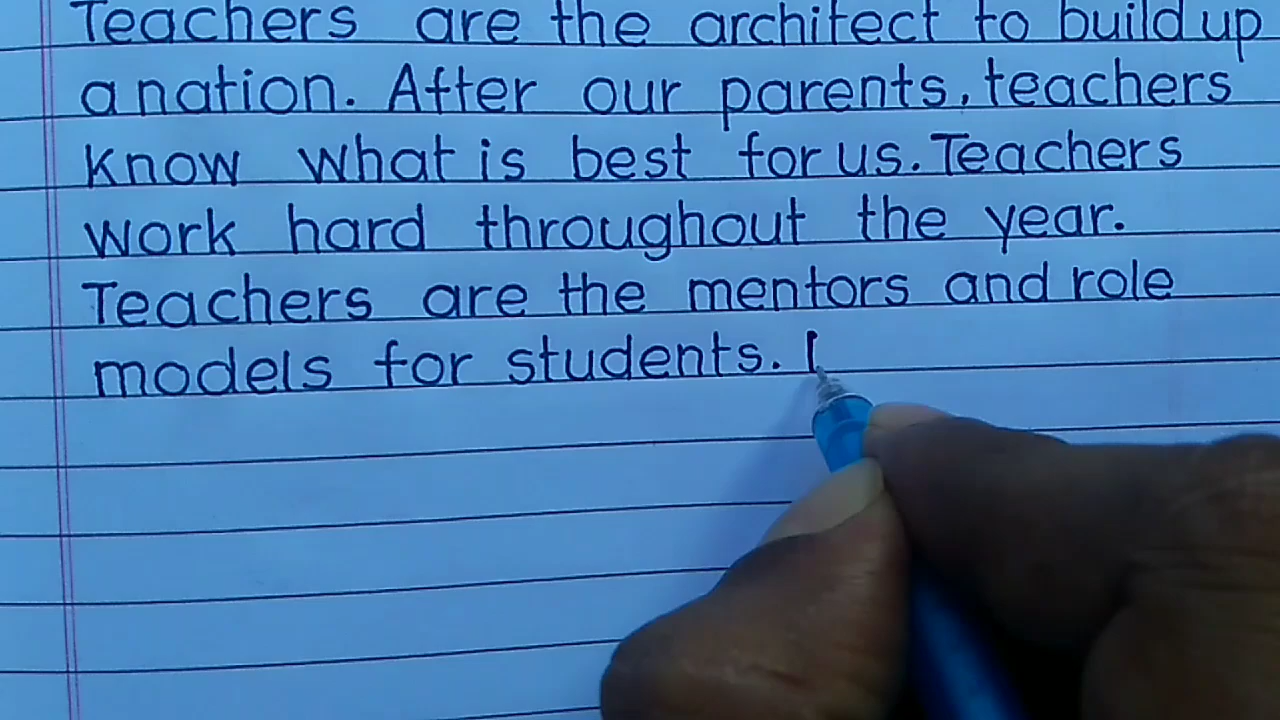 Teachers are the architect to build up
a nation. After our parents, teachers
know what is best for us. Teachers
work hard throughout the year.
Teachers are the mentors and role
models for students.